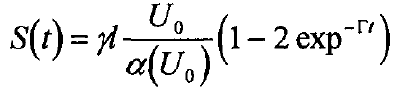 S(t) = γl U₀/α(U₀) (1 − 2 exp^−Γt)